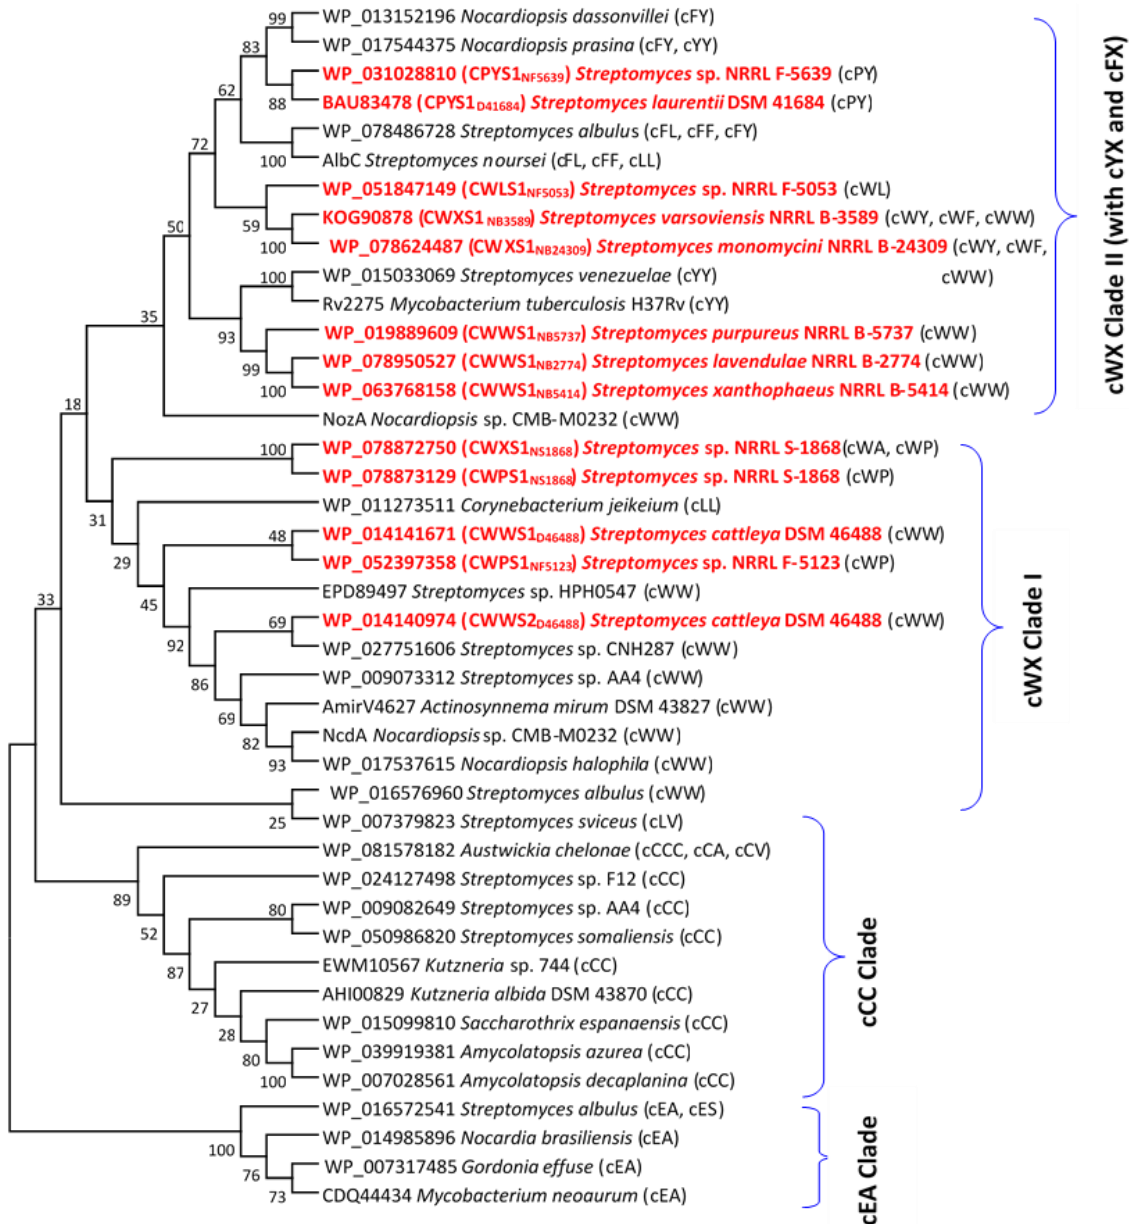 WP_013152196 Nocardiopsis dassonvillei (cFY)
99
WP_017544375 Nocardiopsis prasina (cFY, cYY)
83
WP_031028810 (CPYS1NF5639) Streptomyces sp. NRRL F-5639 (cPY)
62
88
BAU83478 (CPYS1D41684) Streptomyces laurentii DSM 41684 (cPY)
WP_078486728 Streptomyces albulus (cFL, cFF, cFY)
72
100
AlbC Streptomyces noursei (cFL, cFF, cLL)
WP_051847149 (CWLS1NF5053) Streptomyces sp. NRRL F-5053 (cWL)
KOG90878 (CWXS1 NB3589) Streptomyces varsoviensis NRRL B-3589 (cWY, cWF, cWW)
50
59
100
WP_078624487 (CWXS1NB24309) Streptomyces monomycini NRRL B-24309 (cWY, cWF,
cWW)
100
WP_015033069 Streptomyces venezuelae (cYY)
Rv2275 Mycobacterium tuberculosis H37Rv (cYY)
35
93
WP_019889609 (CWWS1NB5737) Streptomyces purpureus NRRL B-5737 (cWW)
WP_078950527 (CWWS1NB2774) Streptomyces lavendulae NRRL B-2774 (cWW)
99
100
WP_063768158 (CWWS1NB5414) Streptomyces xanthophaeus NRRL B-5414 (cWW)
18
NozA Nocardiopsis sp. CMB-M0232 (cWW)
cWX Clade II (with cYX and cFX)
100
WP_078872750 (CWXS1NS1868) Streptomyces sp. NRRL S-1868(cWA, cWP)
WP_078873129 (CWPS1NS1868) Streptomyces sp. NRRL S-1868 (cWP)
31
WP_011273511 Corynebacterium jeikeium (cLL)
48
WP_014141671 (CWWS1D46488) Streptomyces cattleya DSM 46488 (cWW)
29
WP_052397358 (CWPS1NF5123) Streptomyces sp. NRRL F-5123 (cWP)
33
45
EPD89497 Streptomyces sp. HPH0547 (cWW)
69
WP_014140974 (CWWS2D46488) Streptomyces cattleya DSM 46488 (cWW)
92
WP_027751606 Streptomyces sp. CNH287 (cWW)
86
WP_009073312 Streptomyces sp. AA4 (cWW)
69
AmirV4627 Actinosynnema mirum DSM 43827 (cWW)
82
NcdA Nocardiopsis sp. CMB-M0232 (cWW)
93
WP_017537615 Nocardiopsis halophila (cWW)
WP_016576960 Streptomyces albulus (cWW)
cWX Clade I
25
WP_007379823 Streptomyces sviceus (cLV)
WP_081578182 Austwickia chelonae (cCCC, cCA, cCV)
89
WP_024127498 Streptomyces sp. F12 (cCC)
80
WP_009082649 Streptomyces sp. AA4 (cCC)
52
WP_050986820 Streptomyces somaliensis (cCC)
87
EWM10567 Kutzneria sp. 744 (cCC)
27
AHI00829 Kutzneria albida DSM 43870 (cCC)
28
WP_015099810 Saccharothrix espanaensis (cCC)
80
WP_039919381 Amycolatopsis azurea (cCC)
100
WP_007028561 Amycolatopsis decaplanina (cCC)
cCC Clade
WP_016572541 Streptomyces albulus (cEA, cES)
100
WP_014985896 Nocardia brasiliensis (cEA)
76
WP_007317485 Gordonia effuse (cEA)
73
CDQ44434 Mycobacterium neoaurum (cEA)
cEA Clade